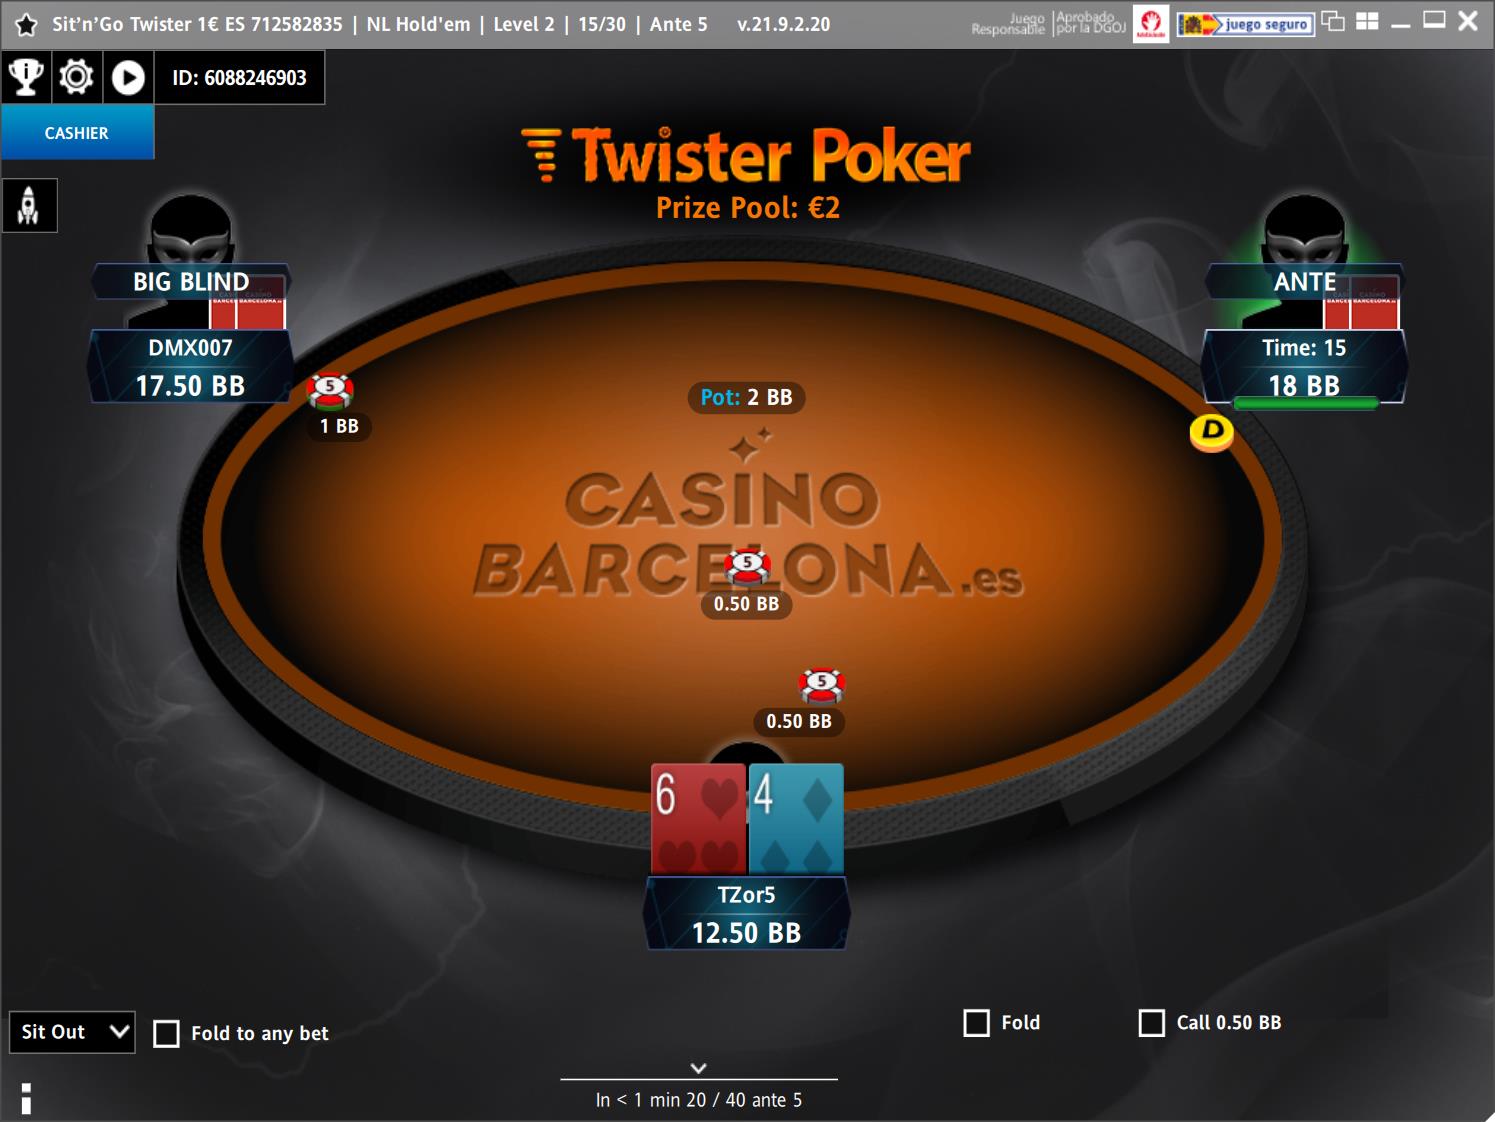 Sit'n'Go Twister 1€ ES 712582835 | NL Hold'em | Level 2 | 15/30 | Ante 5 v.21.9.2.20
Juego Responsable
Aprobado por la DGOJ
juego seguro
ID: 6088246903
CASHIER
Twister Poker
Prize Pool: €2
BIG BLIND
DMX007
17.50 BB
ANTE
Time: 15
18 BB
D
5
1 BB
Pot: 2 BB
CASINO
BARCELONA.es
5
0.50 BB
5
0.50 BB
6
4
TZor5
12.50 BB
Sit Out
Fold to any bet
Fold
Call 0.50 BB
In < 1 min 20 / 40 ante 5